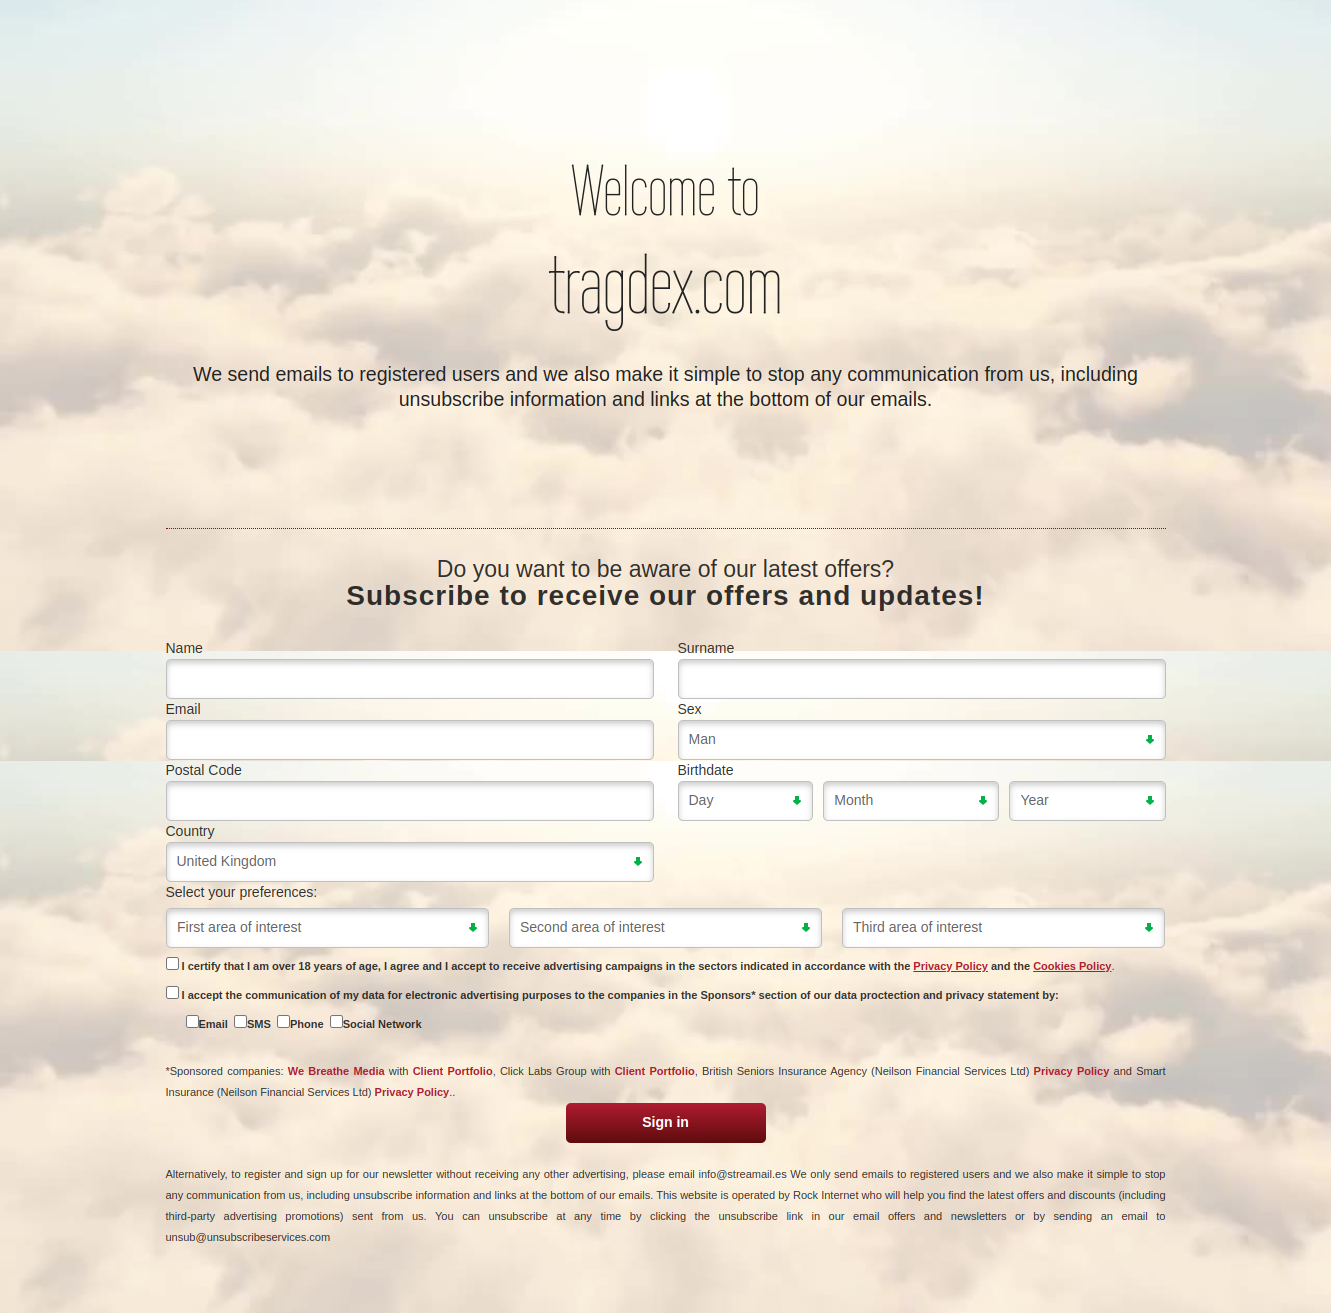 Welcome to
tragdex.com
We send emails to registered users and we also make it simple to stop any communication from us, including
unsubscribe information and links at the bottom of our emails.
Do you want to be aware of our latest offers?
Subscribe to receive our offers and updates!
Name
Surname
Email
Sex
Man
Postal Code
Birthdate
Day
Month
Year
Country
United Kingdom
Select your preferences:
First area of interest
Second area of interest
Third area of interest
I certify that I am over 18 years of age, I agree and I accept to receive advertising campaigns in the sectors indicated in accordance with the Privacy Policy and the Cookies Policy.
I accept the communication of my data for electronic advertising purposes to the companies in the Sponsors* section of our data proctection and privacy statement by:
Email SMS Phone Social Network
*Sponsored companies: We Breathe Media with Client Portfolio, Click Labs Group with Client Portfolio, British Seniors Insurance Agency (Neilson Financial Services Ltd) Privacy Policy and Smart
Insurance (Neilson Financial Services Ltd) Privacy Policy..
Sign in
Alternatively, to register and sign up for our newsletter without receiving any other advertising, please email info@streamail.es We only send emails to registered users and we also make it simple to stop
any communication from us, including unsubscribe information and links at the bottom of our emails. This website is operated by Rock Internet who will help you find the latest offers and discounts (including
third-party advertising promotions) sent from us. You can unsubscribe at any time by clicking the unsubscribe link in our email offers and newsletters or by sending an email to
unsub@unsubscribeservices.com